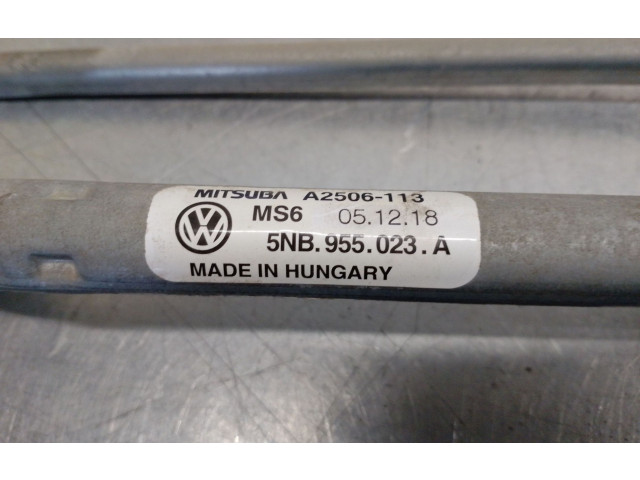 MITSUBA A2506-113
MS6 05.12.18
5NB.955.023.A
MADE IN HUNGARY